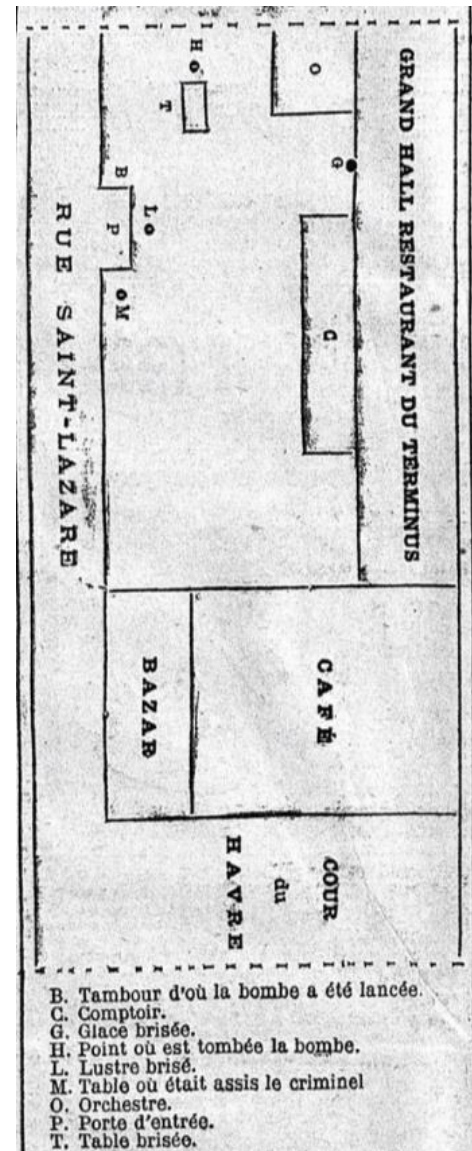 GRAND HALL RESTAURANT DU TERMINUS
H
O
T
G
B
L
P
M
C
RUE SAINT-LAZARE
BAZAR
CAFÉ
COUR
du
HAVRE
B. Tambour d'où la bombe a été lancée.
C. Comptoir.
G. Glace brisée.
H. Point où est tombée la bombe.
L. Lustre brisé.
M. Table où était assis le criminel
O. Orchestre.
P. Porte d'entrée.
T. Table brisée.